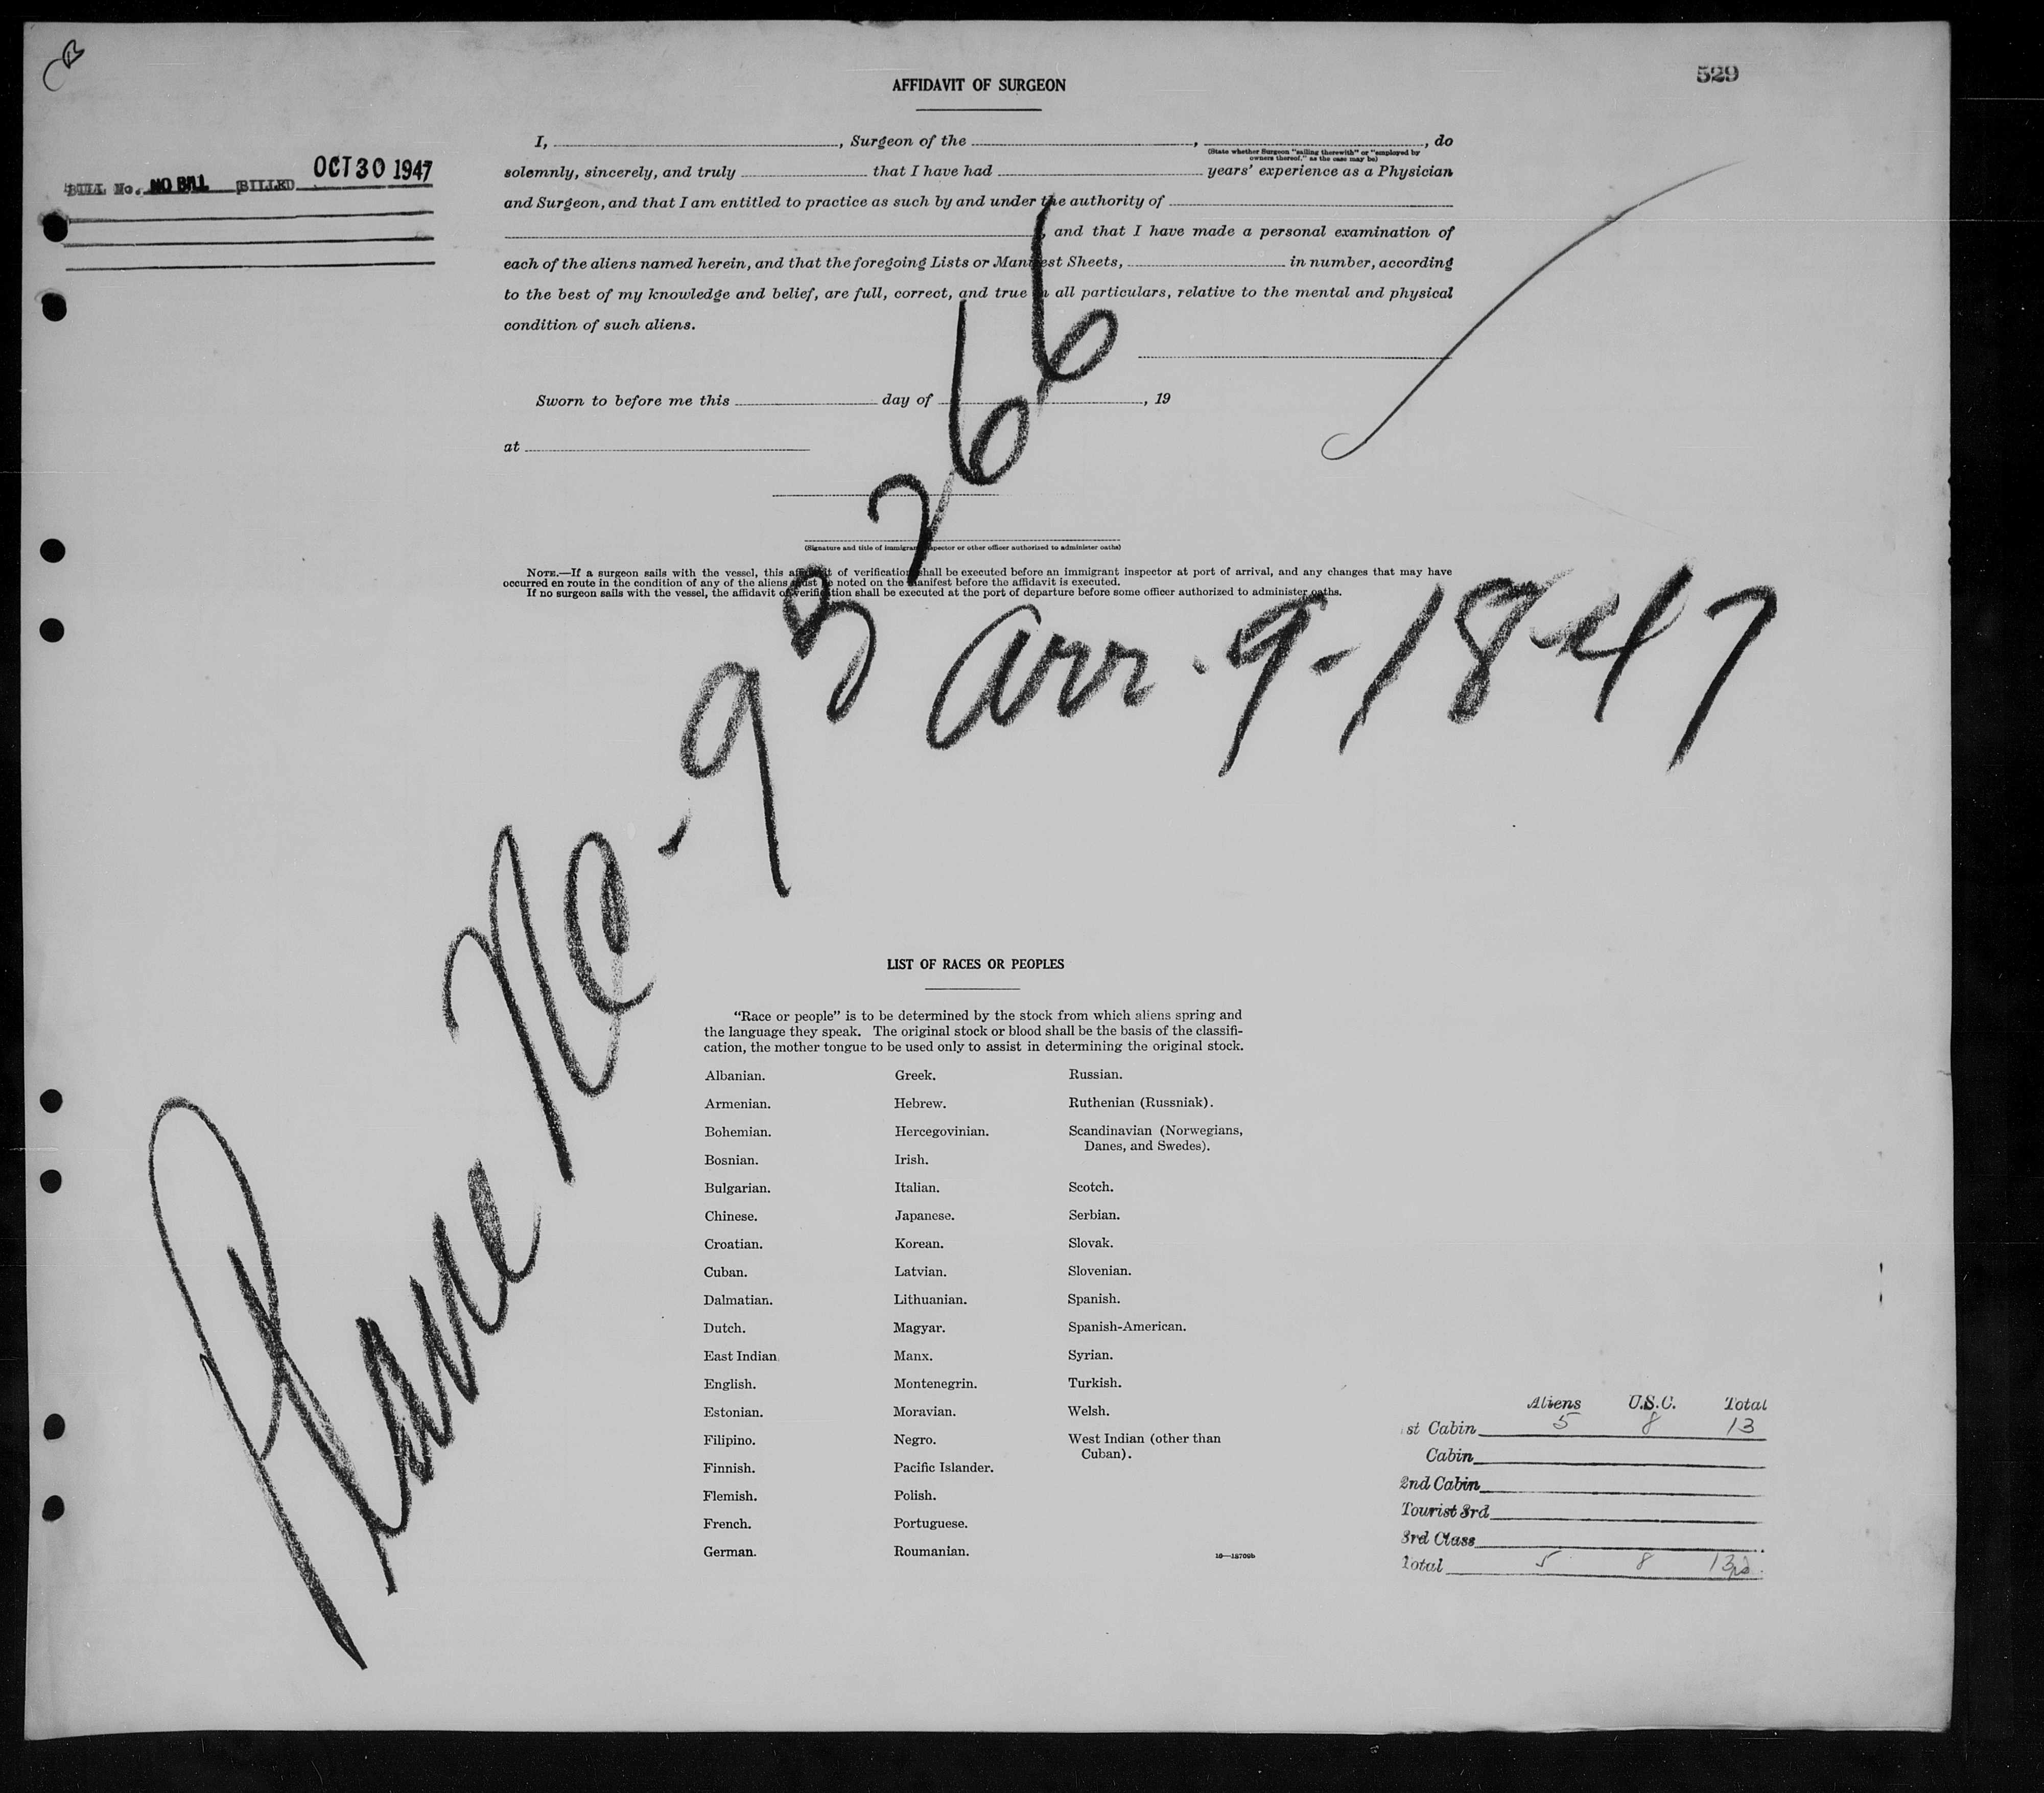 529
AFFIDAVIT OF SURGEON
BILL No. NO BILL BILLED OCT 30 1947
I, , Surgeon of the , , do
(State whether Surgeon "sailing therewith" or "employed by
owners thereof," as the case may be)
solemnly, sincerely, and truly that I have had years' experience as a Physician
and Surgeon, and that I am entitled to practice as such by and under the authority of
, and that I have made a personal examination of
each of the aliens named herein, and that the foregoing Lists or Manifest Sheets, in number, according
to the best of my knowledge and belief, are full, correct, and true in all particulars, relative to the mental and physical
condition of such aliens.
Sworn to before me this day of , 19
at
(Signature and title of immigrant inspector or other officer authorized to administer oaths)
NOTE.—If a surgeon sails with the vessel, this affidavit of verification shall be executed before an immigrant inspector at port of arrival, and any changes that may have
occurred en route in the condition of any of the aliens must be noted on the manifest before the affidavit is executed.
If no surgeon sails with the vessel, the affidavit of verification shall be executed at the port of departure before some officer authorized to administer oaths.
Plane NC-93266
arr. 9-18-47
LIST OF RACES OR PEOPLES
"Race or people" is to be determined by the stock from which aliens spring and
the language they speak. The original stock or blood shall be the basis of the classifi-
cation, the mother tongue to be used only to assist in determining the original stock.
Albanian. Greek. Russian.
Armenian. Hebrew. Ruthenian (Russniak).
Bohemian. Hercegovinian. Scandinavian (Norwegians,
Danes, and Swedes).
Bosnian. Irish.
Bulgarian. Italian. Scotch.
Chinese. Japanese. Serbian.
Croatian. Korean. Slovak.
Cuban. Latvian. Slovenian.
Dalmatian. Lithuanian. Spanish.
Dutch. Magyar. Spanish-American.
East Indian Manx. Syrian.
English. Montenegrin. Turkish.
Estonian. Moravian. Welsh.
Filipino. Negro. West Indian (other than
Cuban).
Finnish. Pacific Islander.
Flemish. Polish.
French. Portuguese.
German. Roumanian.
16—13709b
Aliens U.S.C. Total
1st Cabin 5 8 13
Cabin
2nd Cabin
Tourist 3rd
3rd Class
Total 5 8 13